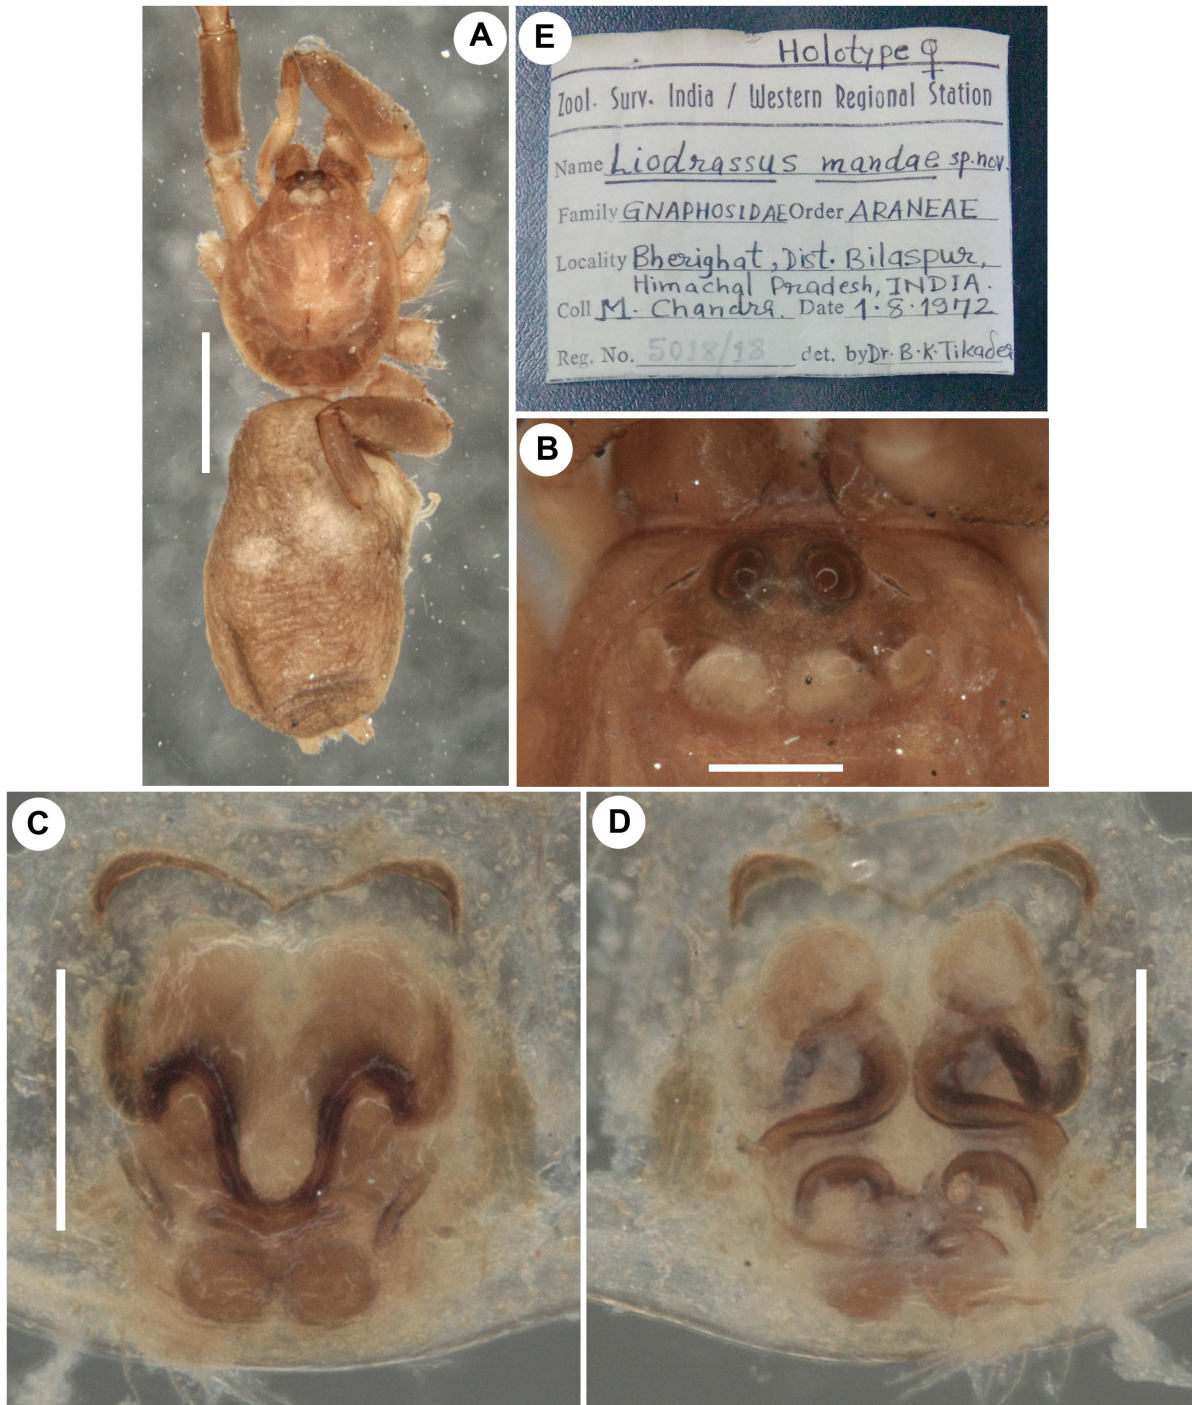 A
E
Holotype ♀
Zool. Surv. India / Western Regional Station
Name Liodrassus mandae sp.nov.
Family GNAPHOSIDAE Order ARANEAE
Locality Bherighat, Dist. Bilaspur,
Himachal Pradesh, INDIA.
Coll M. Chandra. Date 1.8.1972
Reg. No. 5018/18 det. by Dr. B.K. Tikader
B
C
D